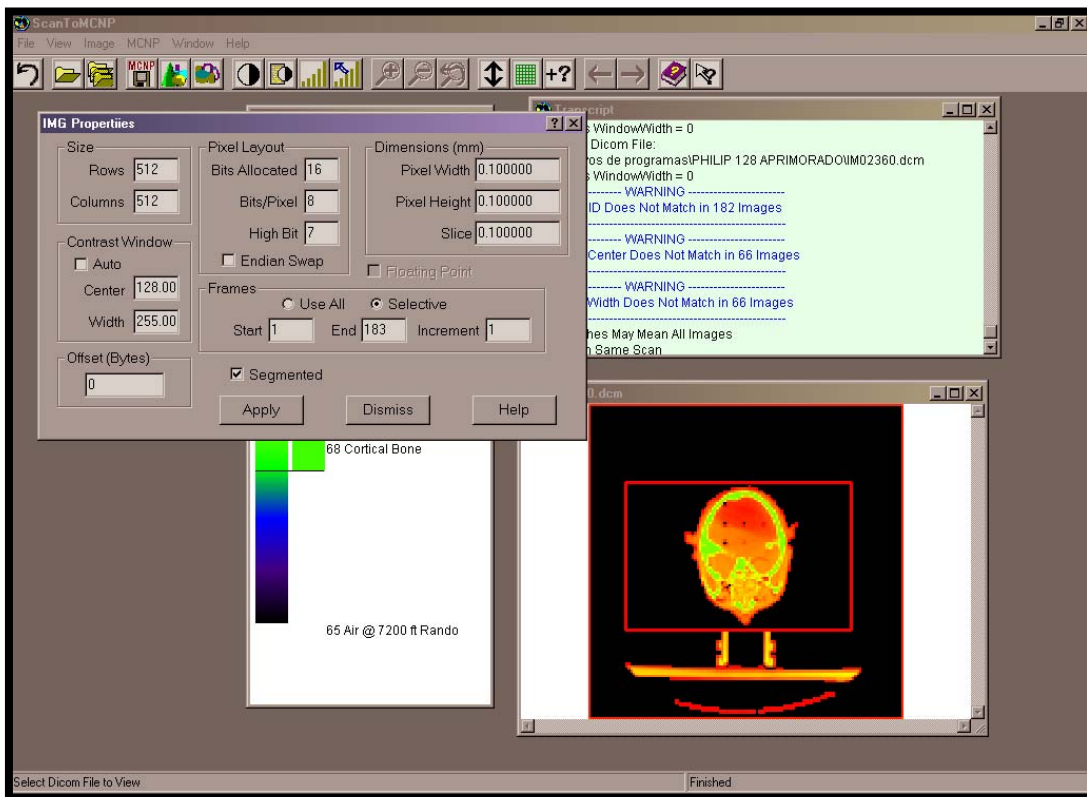 ScanToMCNP
File View Image MCNP Window Help
MCNP
+?
IMG Propertiies
Size
Rows 512
Columns 512
Contrast Window
Auto
Center 128.00
Width 255.00
Offset (Bytes)
0
Pixel Layout
Bits Allocated 16
Bits/Pixel 8
High Bit 7
Endian Swap
Dimensions (mm)
Pixel Width 0.100000
Pixel Height 0.100000
Slice 0.100000
Floating Point
Frames
Use All Selective
Start 1 End 183 Increment 1
Segmented
Apply Dismiss Help
Transcript
WindowWidth = 0
Dicom File:
de programas\PHILIP 128 APRIMORADO\IM02360.dcm
WindowWidth = 0
-------- WARNING -----------------------
ID Does Not Match in 182 Images
-------- WARNING -----------------------
Center Does Not Match in 66 Images
-------- WARNING -----------------------
Width Does Not Match in 66 Images
hes May Mean All Images
Same Scan
0.dcm
68 Cortical Bone
65 Air @ 7200 ft Rando
Select Dicom File to View
Finished